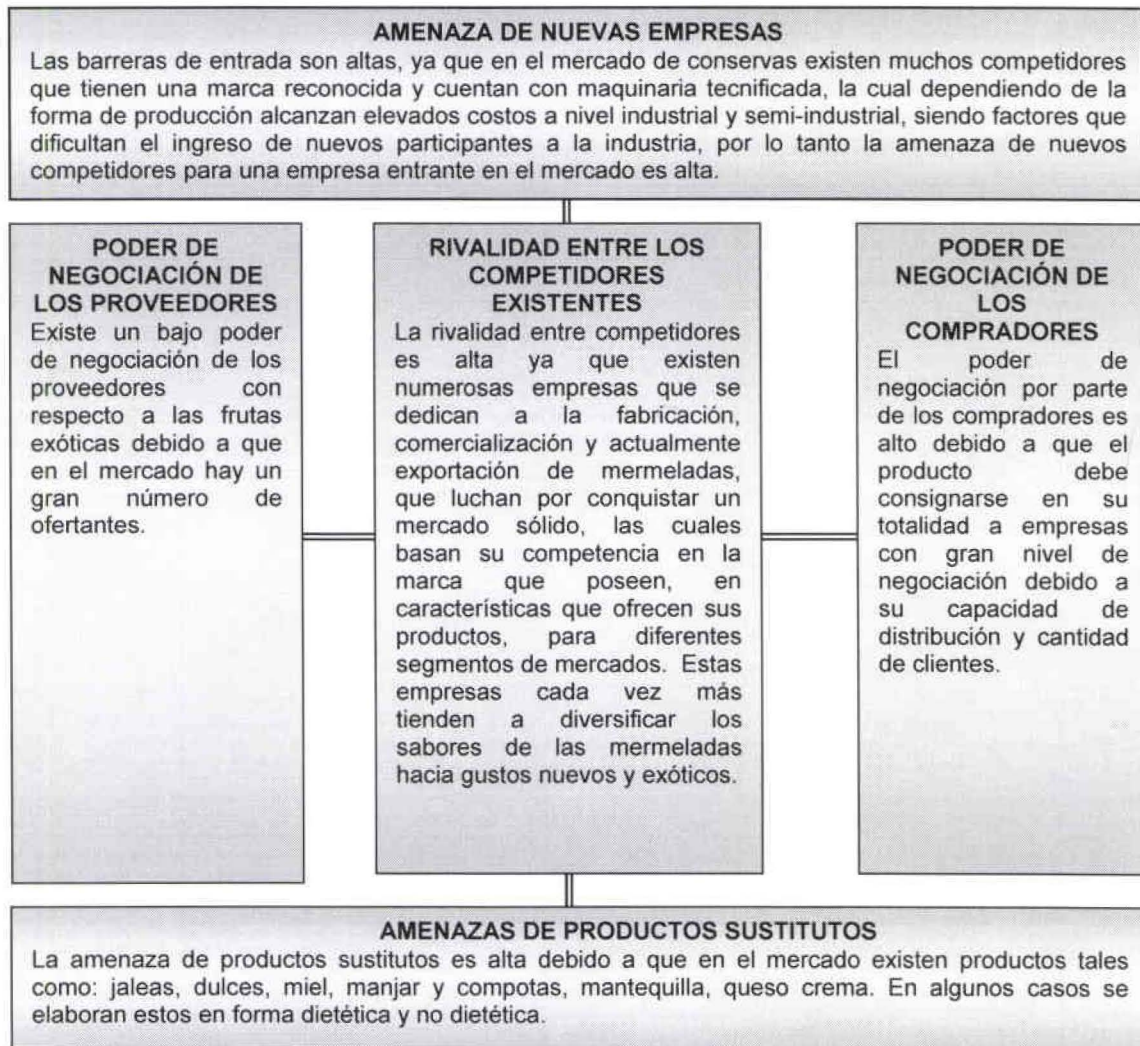 AMENAZA DE NUEVAS EMPRESAS
Las barreras de entrada son altas, ya que en el mercado de conservas existen muchos competidores
que tienen una marca reconocida y cuentan con maquinaria tecnificada, la cual dependiendo de la
forma de producción alcanzan elevados costos a nivel industrial y semi-industrial, siendo factores que
dificultan el ingreso de nuevos participantes a la industria, por lo tanto la amenaza de nuevos
competidores para una empresa entrante en el mercado es alta.
PODER DE
NEGOCIACIÓN DE
LOS PROVEEDORES
Existe un bajo poder
de negociación de los
proveedores con
respecto a las frutas
exóticas debido a que
en el mercado hay un
gran número de
ofertantes.
RIVALIDAD ENTRE LOS
COMPETIDORES
EXISTENTES
La rivalidad entre competidores
es alta ya que existen
numerosas empresas que se
dedican a la fabricación,
comercialización y actualmente
exportación de mermeladas,
que luchan por conquistar un
mercado sólido, las cuales
basan su competencia en la
marca que poseen, en
características que ofrecen sus
productos, para diferentes
segmentos de mercados. Estas
empresas cada vez más
tienden a diversificar los
sabores de las mermeladas
hacia gustos nuevos y exóticos.
PODER DE
NEGOCIACIÓN DE
LOS
COMPRADORES
El poder de
negociación por parte
de los compradores es
alto debido a que el
producto debe
consignarse en su
totalidad a empresas
con gran nivel de
negociación debido a
su capacidad de
distribución y cantidad
de clientes.
AMENAZAS DE PRODUCTOS SUSTITUTOS
La amenaza de productos sustitutos es alta debido a que en el mercado existen productos tales
como: jaleas, dulces, miel, manjar y compotas, mantequilla, queso crema. En algunos casos se
elaboran estos en forma dietética y no dietética.